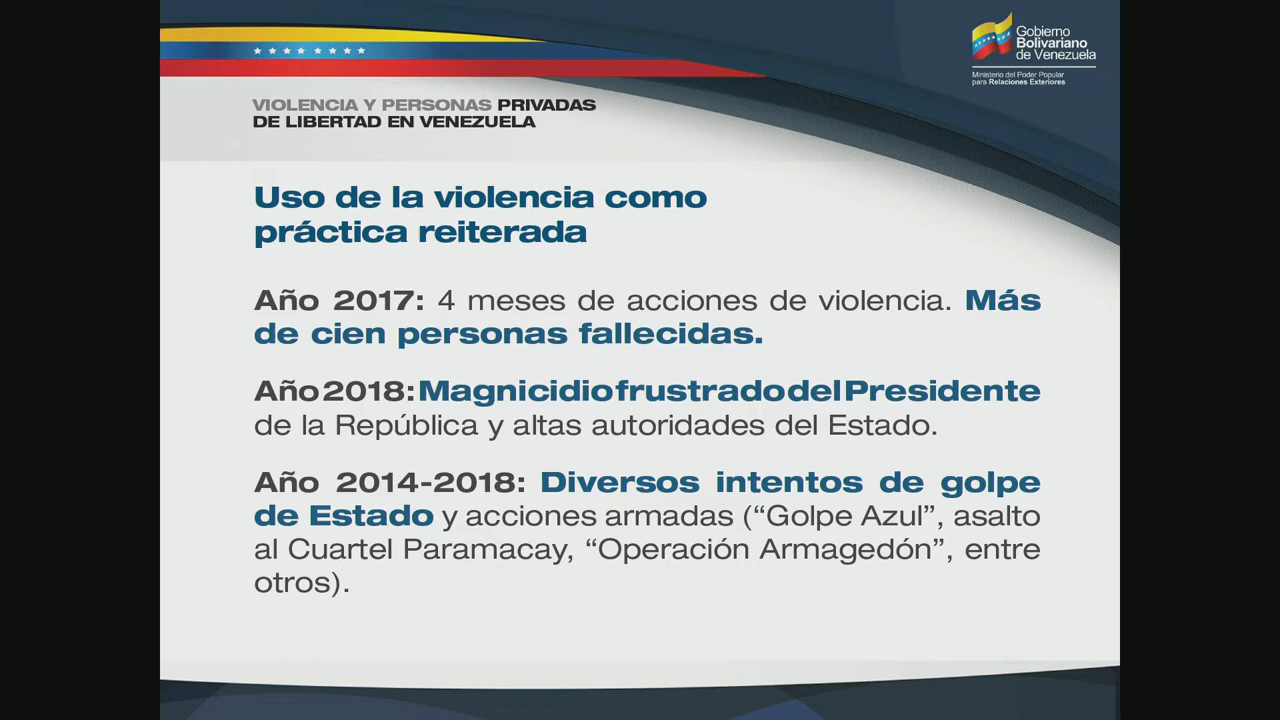 Gobierno
Bolivariano
de Venezuela
Ministerio del Poder Popular
para Relaciones Exteriores
VIOLENCIA Y PERSONAS PRIVADAS
DE LIBERTAD EN VENEZUELA
Uso de la violencia como
práctica reiterada
Año 2017: 4 meses de acciones de violencia. Más
de cien personas fallecidas.
Año 2018: Magnicidio frustrado del Presidente
de la República y altas autoridades del Estado.
Año 2014-2018: Diversos intentos de golpe
de Estado y acciones armadas (“Golpe Azul”, asalto
al Cuartel Paramacay, “Operación Armagedón”, entre
otros).